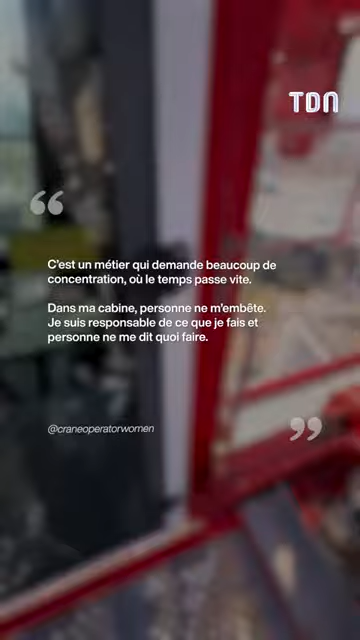 TDN
“
C'est un métier qui demande beaucoup de
concentration, où le temps passe vite.
Dans ma cabine, personne ne m'embête.
Je suis responsable de ce que je fais et
personne ne me dit quoi faire.
@craneoperatorwomen
”